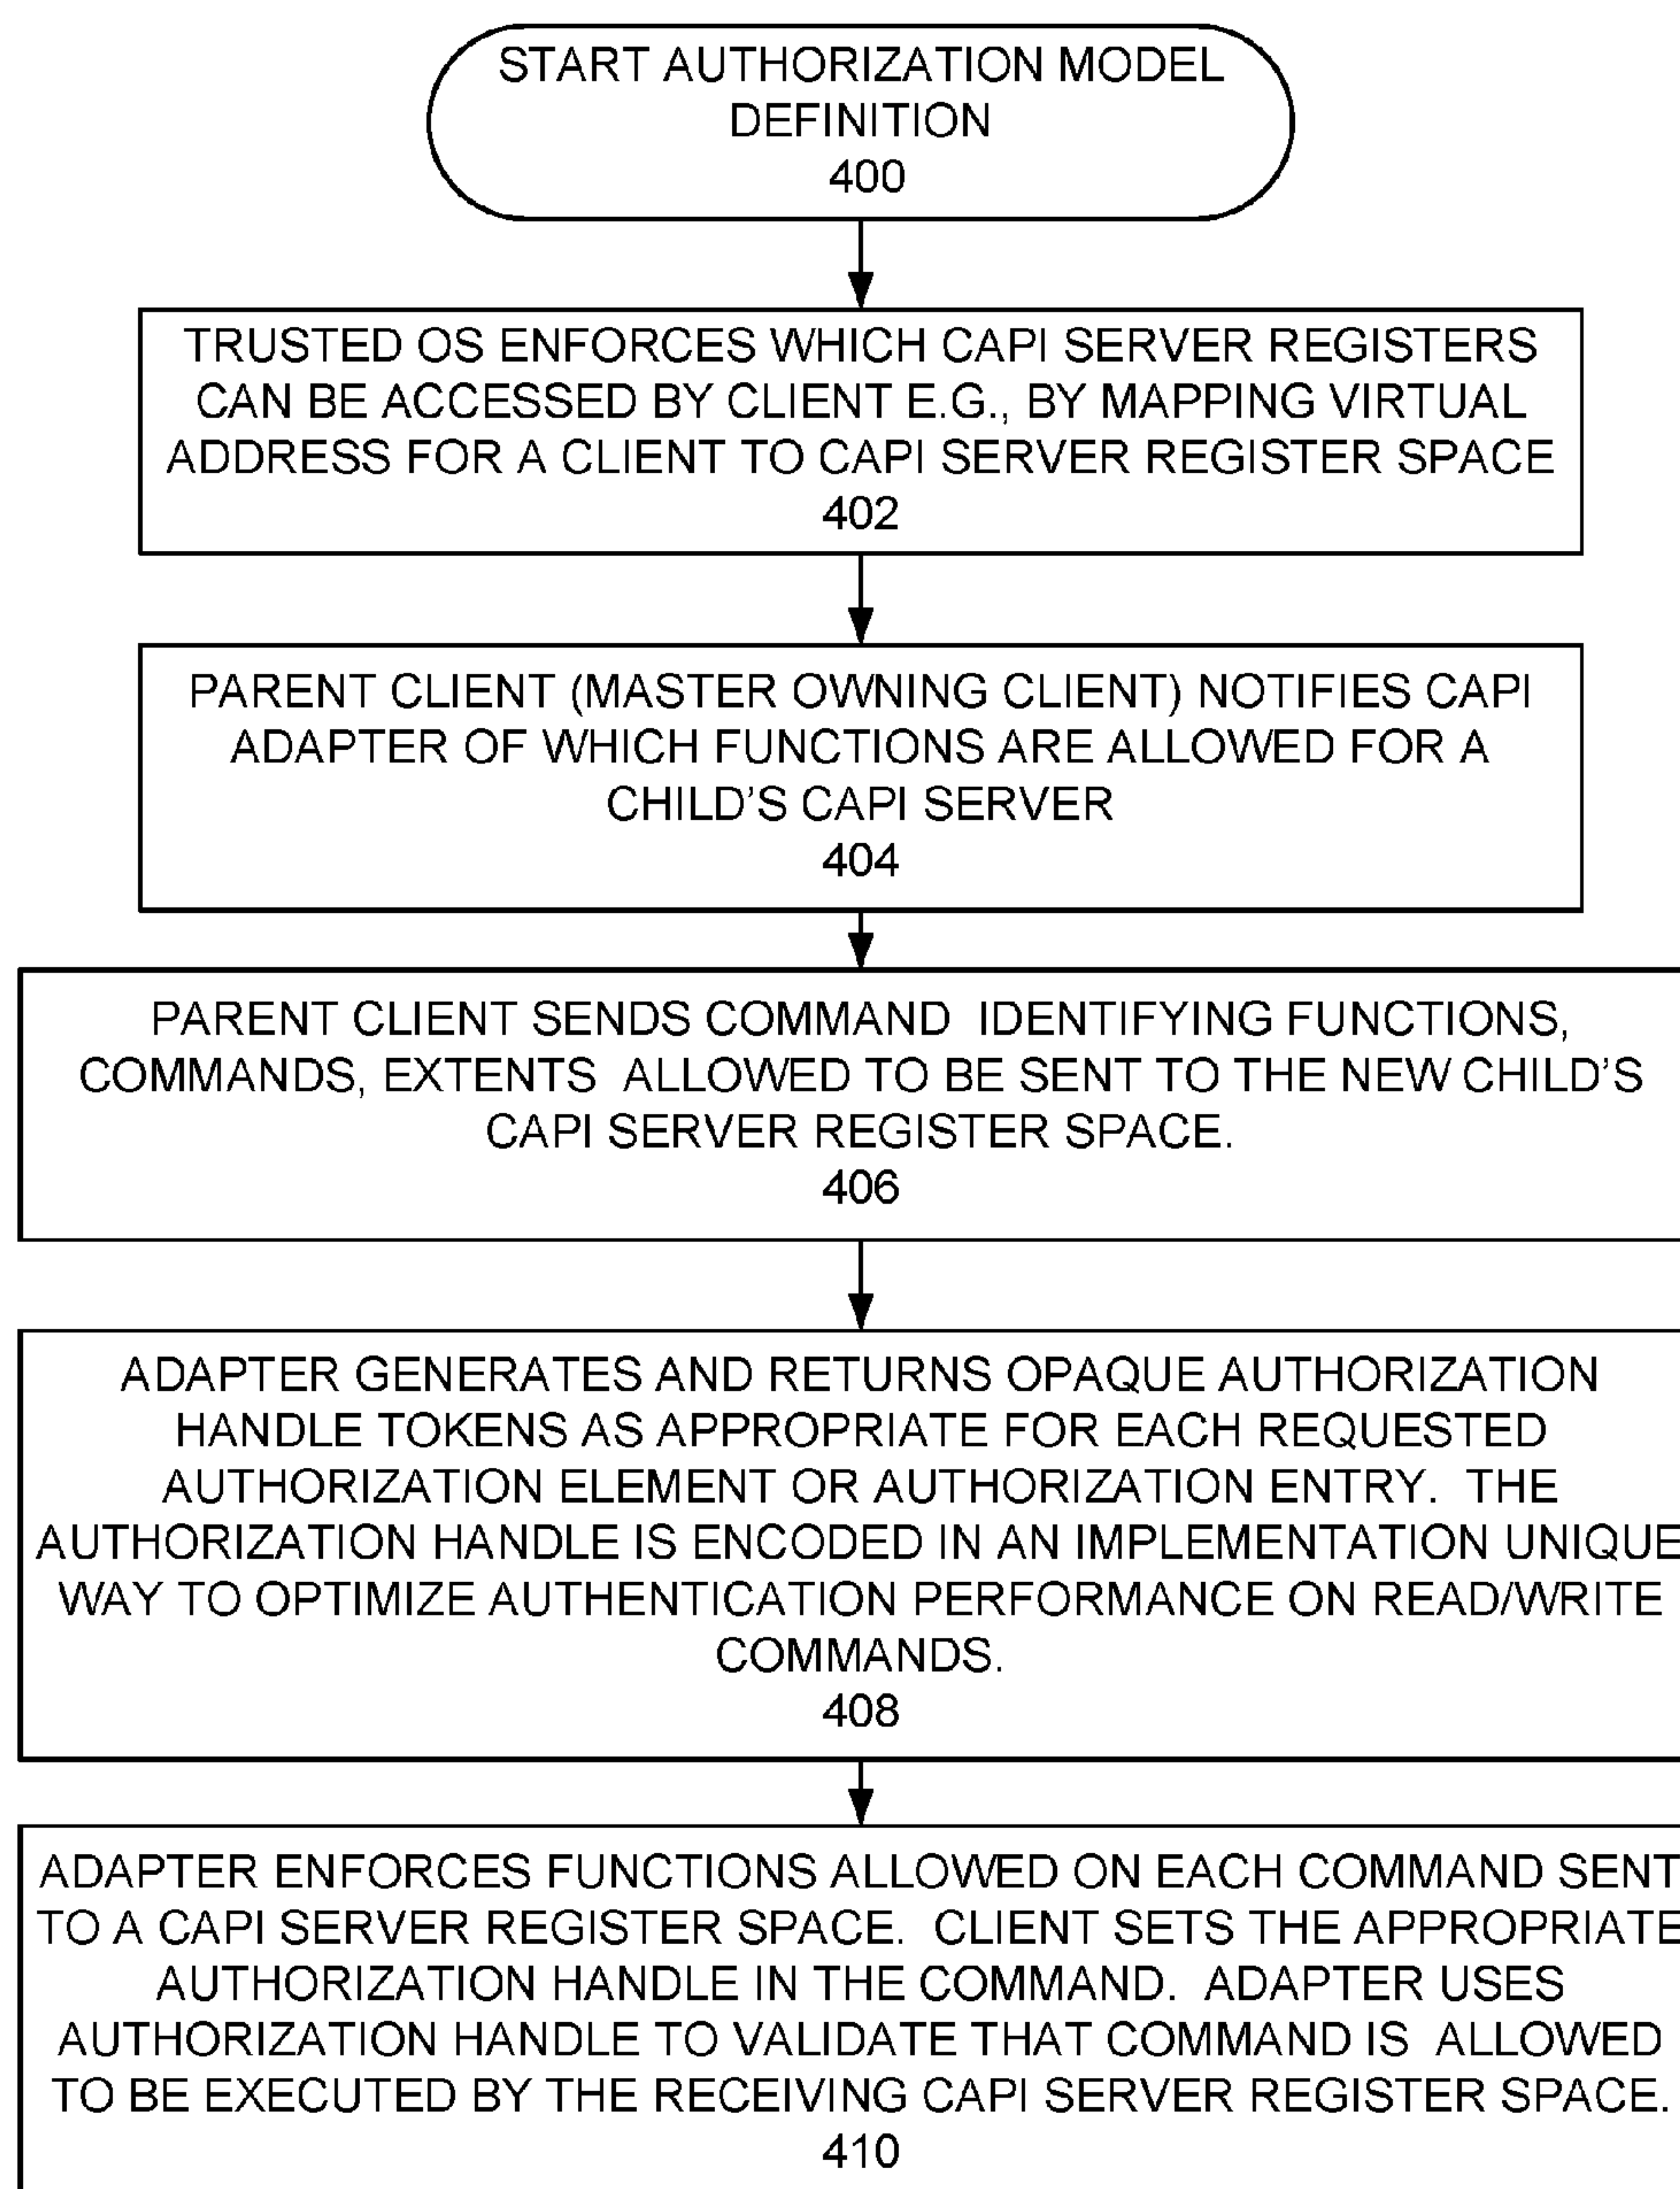 START AUTHORIZATION MODEL
DEFINITION
400
TRUSTED OS ENFORCES WHICH CAPI SERVER REGISTERS
CAN BE ACCESSED BY CLIENT E.G., BY MAPPING VIRTUAL
ADDRESS FOR A CLIENT TO CAPI SERVER REGISTER SPACE
402
PARENT CLIENT (MASTER OWNING CLIENT) NOTIFIES CAPI
ADAPTER OF WHICH FUNCTIONS ARE ALLOWED FOR A
CHILD'S CAPI SERVER
404
PARENT CLIENT SENDS COMMAND IDENTIFYING FUNCTIONS,
COMMANDS, EXTENTS ALLOWED TO BE SENT TO THE NEW CHILD'S
CAPI SERVER REGISTER SPACE.
406
ADAPTER GENERATES AND RETURNS OPAQUE AUTHORIZATION
HANDLE TOKENS AS APPROPRIATE FOR EACH REQUESTED
AUTHORIZATION ELEMENT OR AUTHORIZATION ENTRY. THE
AUTHORIZATION HANDLE IS ENCODED IN AN IMPLEMENTATION UNIQUE
WAY TO OPTIMIZE AUTHENTICATION PERFORMANCE ON READ/WRITE
COMMANDS.
408
ADAPTER ENFORCES FUNCTIONS ALLOWED ON EACH COMMAND SENT
TO A CAPI SERVER REGISTER SPACE. CLIENT SETS THE APPROPRIATE
AUTHORIZATION HANDLE IN THE COMMAND. ADAPTER USES
AUTHORIZATION HANDLE TO VALIDATE THAT COMMAND IS ALLOWED
TO BE EXECUTED BY THE RECEIVING CAPI SERVER REGISTER SPACE.
410